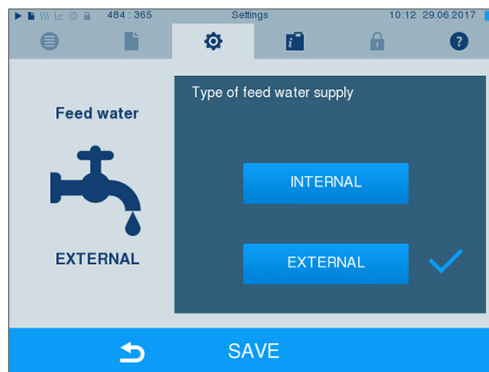 484 : 365 Settings 10:12 29.06.2017
Feed water
Type of feed water supply
INTERNAL
EXTERNAL
EXTERNAL
SAVE